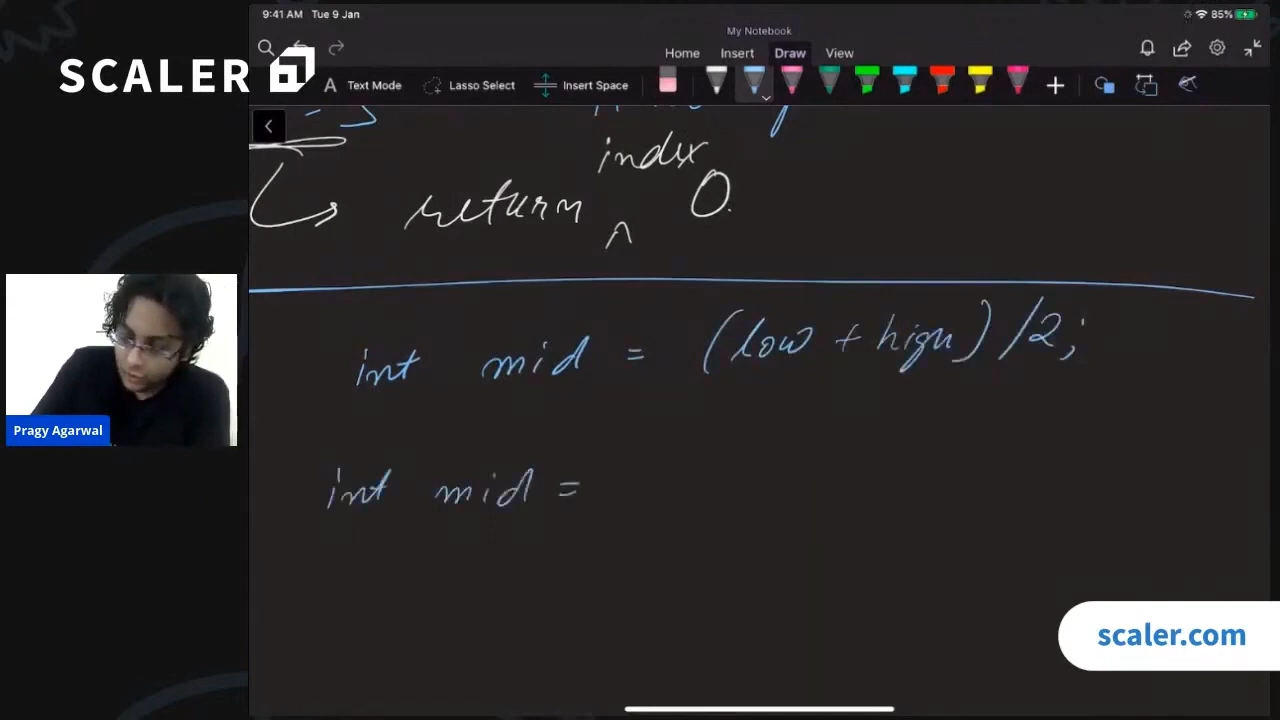 9:41 AM Tue 9 Jan
85%
My Notebook
SCALER
Home Insert Draw View
Text Mode Lasso Select Insert Space
index
return ^ 0.
int mid = (low + high) /2;
Pragy Agarwal
int mid =
scaler.com